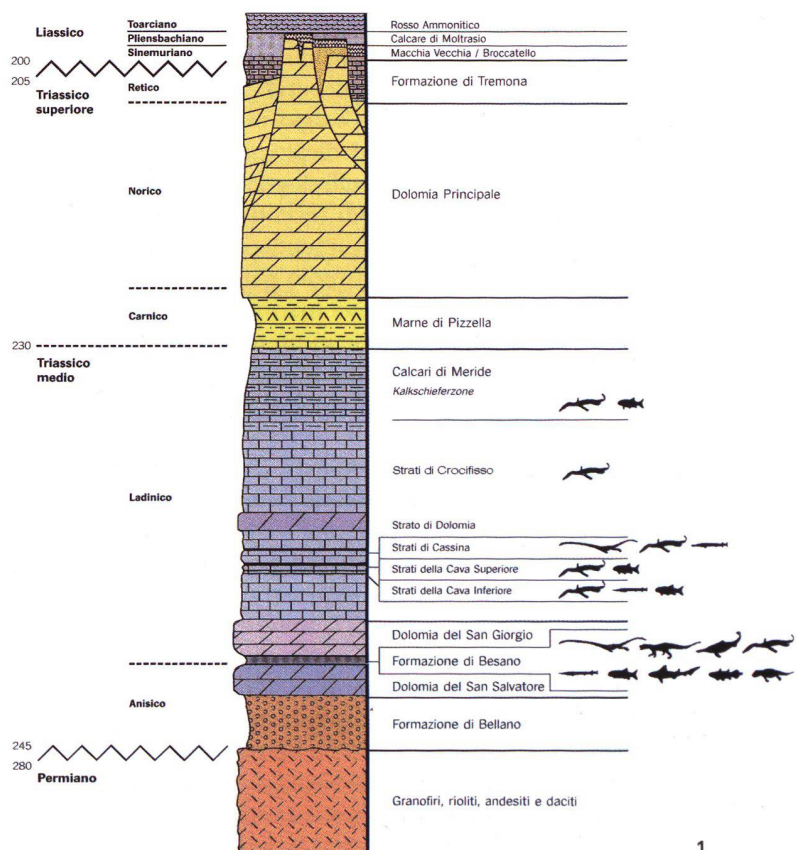 Liassico
Toarciano
Rosso Ammonitico
Pliensbachiano
Calcare di Moltrasio
Sinemuriano
Macchia Vecchia / Broccatello
200
205
Triassico
superiore
Retico
Formazione di Tremona
Norico
Dolomia Principale
Carnico
Marne di Pizzella
230
Triassico
medio
Calcari di Meride
Kalkschieferzone
Ladinico
Strati di Crocifisso
Strato di Dolomia
Strati di Cassina
Strati della Cava Superiore
Strati della Cava Inferiore
Dolomia del San Giorgio
Formazione di Besano
Dolomia del San Salvatore
Anisico
Formazione di Bellano
245
280
Permiano
Granofiri, rioliti, andesiti e daciti
1